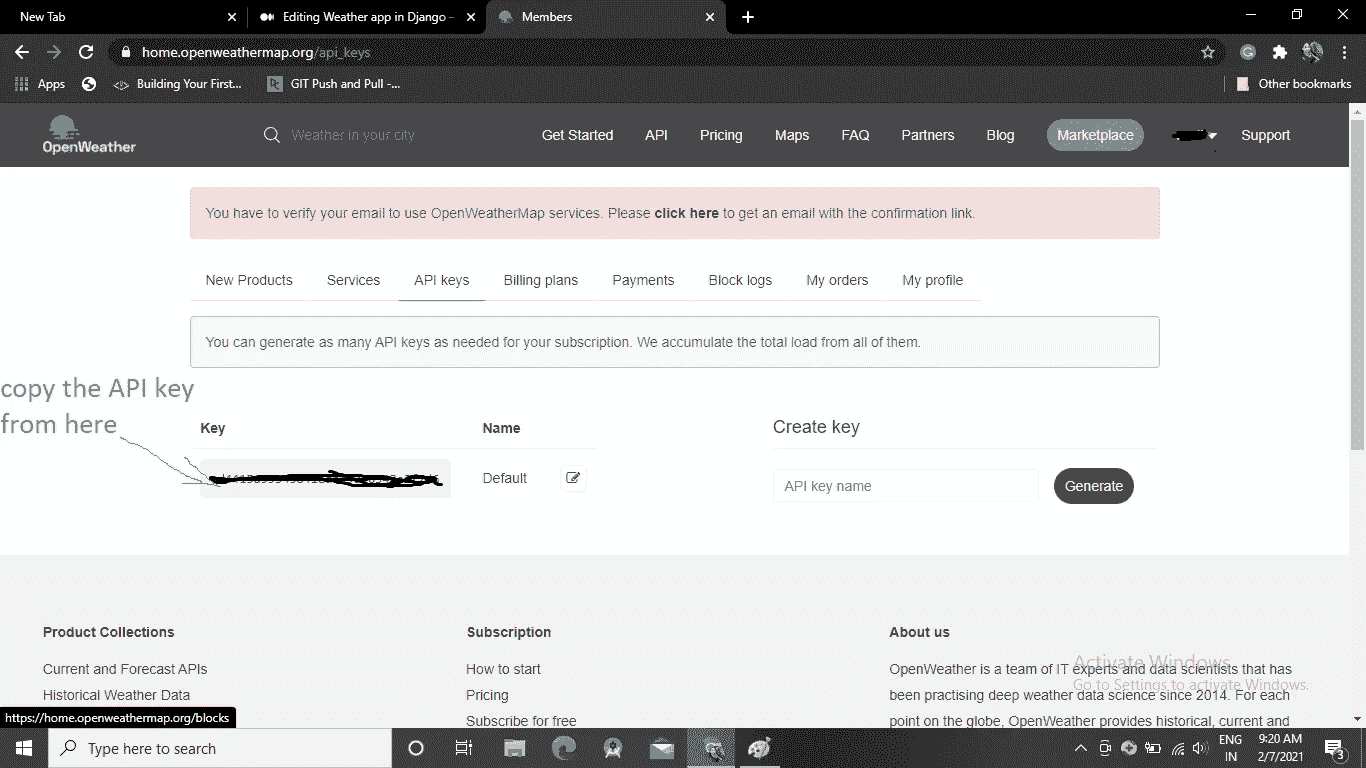 New Tab
Editing Weather app in Django -
Members
home.openweathermap.org/api_keys
Apps
Building Your First...
GIT Push and Pull -...
Other bookmarks
OpenWeather
Weather in your city
Get Started
API
Pricing
Maps
FAQ
Partners
Blog
Marketplace
Support
You have to verify your email to use OpenWeatherMap services. Please click here to get an email with the confirmation link.
New Products
Services
API keys
Billing plans
Payments
Block logs
My orders
My profile
You can generate as many API keys as needed for your subscription. We accumulate the total load from all of them.
copy the API key
from here
Key
Name
Create key
Default
API key name
Generate
Product Collections
Subscription
About us
Current and Forecast APIs
How to start
OpenWeather is a team of IT experts and data scientists that has
Historical Weather Data
Pricing
been practising deep weather data science since 2014. For each
Subscribe for free
point on the globe, OpenWeather provides historical, current and
Activate Windows
Go to Settings to activate Windows.
https://home.openweathermap.org/blocks
Type here to search
ENG
IN
9:20 AM
2/7/2021
3